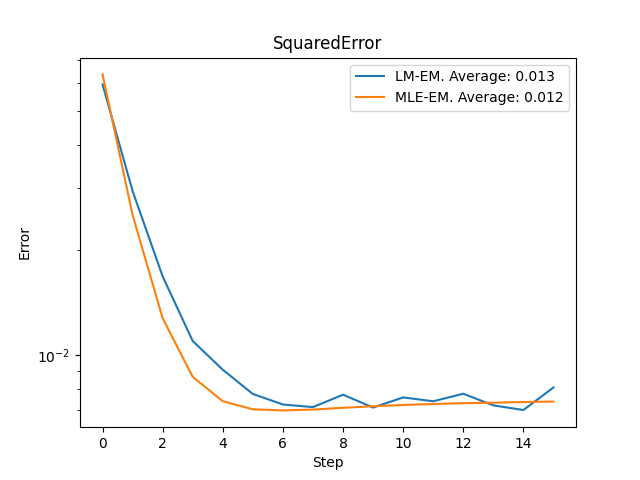 SquaredError
LM-EM. Average: 0.013
MLE-EM. Average: 0.012
Error
10⁻²
0 2 4 6 8 10 12 14
Step